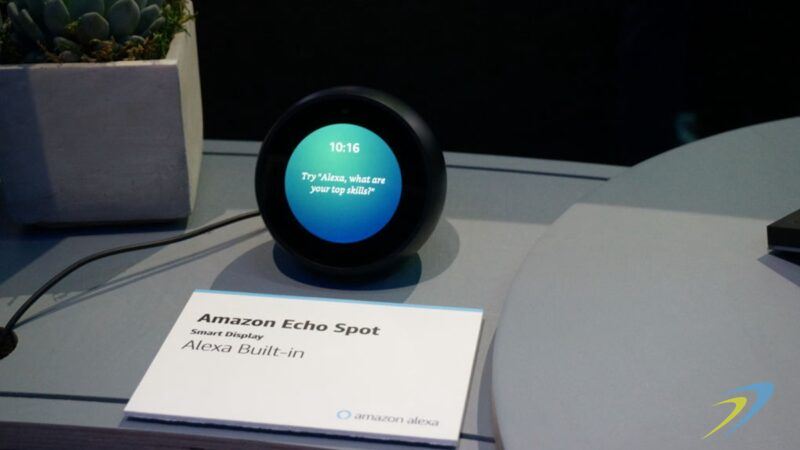 10:16
Try "Alexa, what are
your top skills?"
Amazon Echo Spot
Smart Display
Alexa Built-in
amazon alexa